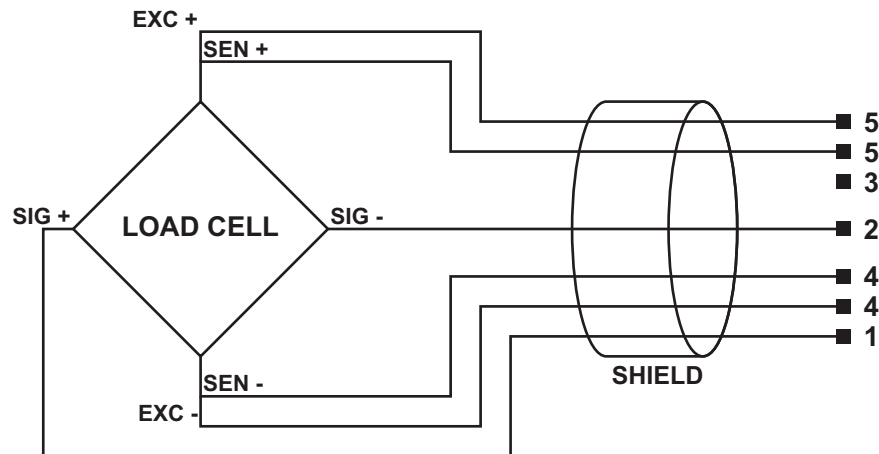 EXC +
SEN +
5
5
3
SIG +
LOAD CELL
SIG -
2
4
4
1
SHIELD
SEN -
EXC -